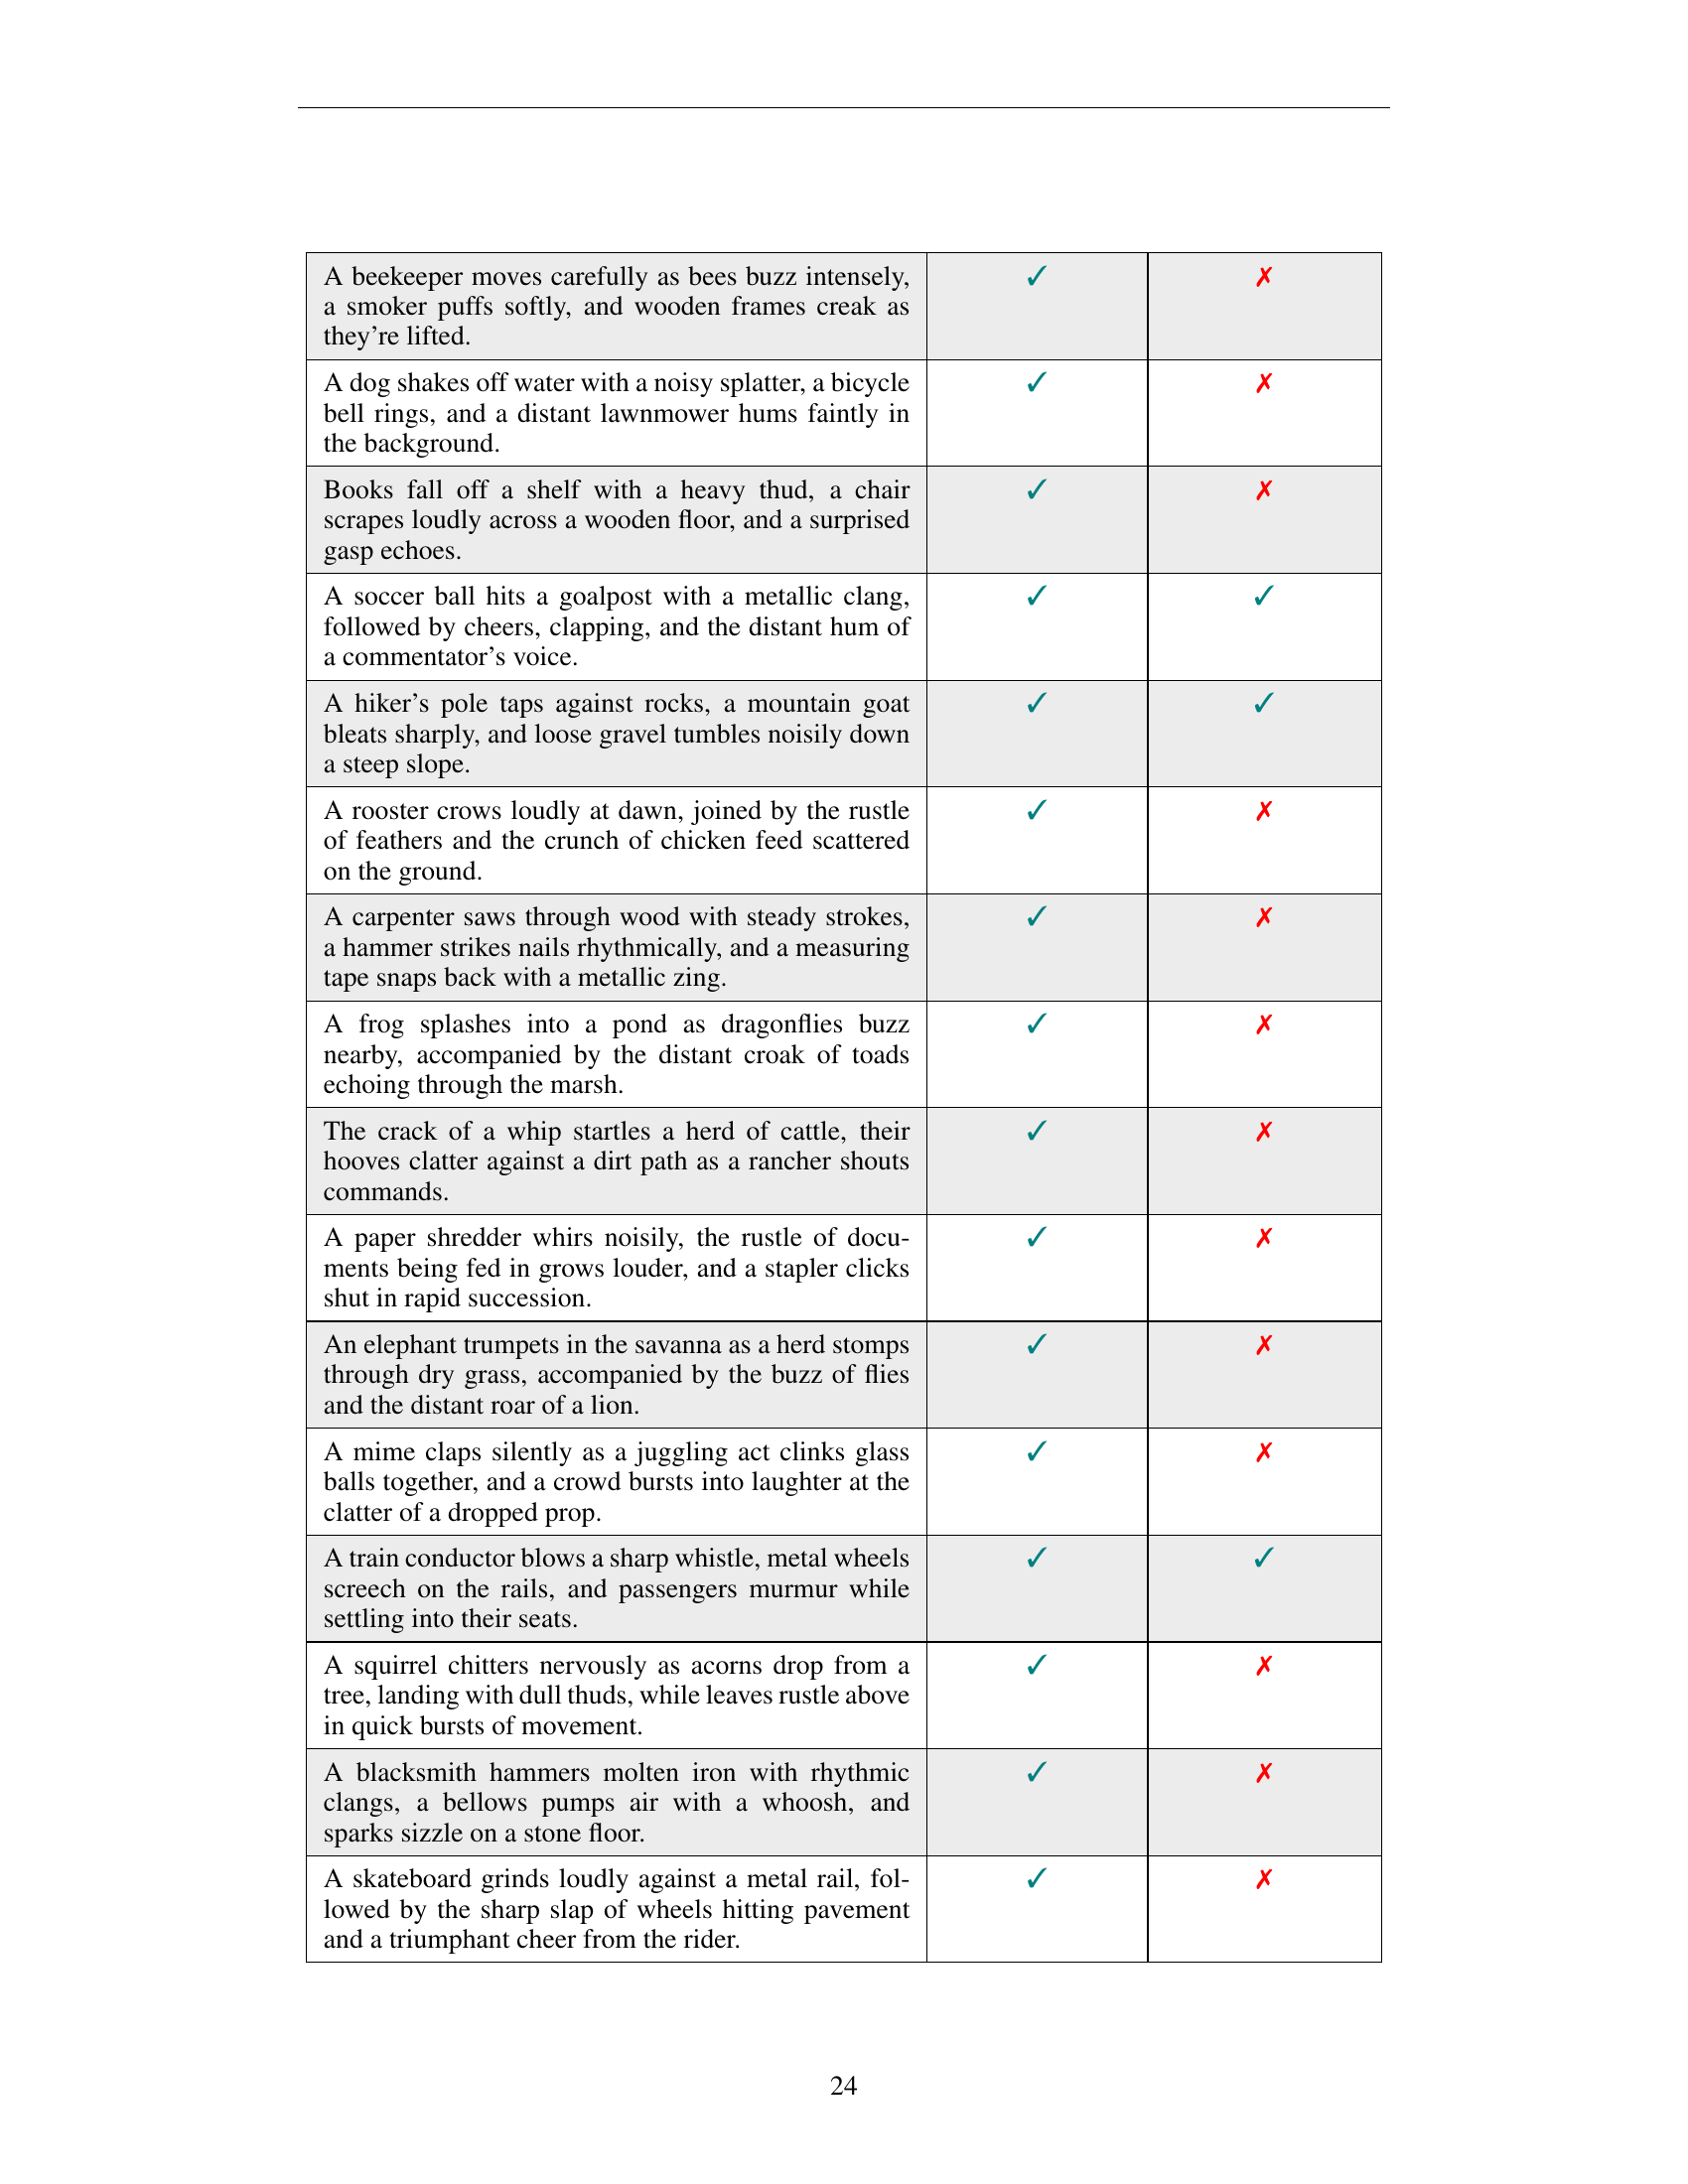 A beekeeper moves carefully as bees buzz intensely, ✓ ✗
a smoker puffs softly, and wooden frames creak as
they're lifted.
A dog shakes off water with a noisy splatter, a bicycle ✓ ✗
bell rings, and a distant lawnmower hums faintly in
the background.
Books fall off a shelf with a heavy thud, a chair ✓ ✗
scrapes loudly across a wooden floor, and a surprised
gasp echoes.
A soccer ball hits a goalpost with a metallic clang, ✓ ✓
followed by cheers, clapping, and the distant hum of
a commentator's voice.
A hiker's pole taps against rocks, a mountain goat ✓ ✓
bleats sharply, and loose gravel tumbles noisily down
a steep slope.
A rooster crows loudly at dawn, joined by the rustle ✓ ✗
of feathers and the crunch of chicken feed scattered
on the ground.
A carpenter saws through wood with steady strokes, ✓ ✗
a hammer strikes nails rhythmically, and a measuring
tape snaps back with a metallic zing.
A frog splashes into a pond as dragonflies buzz ✓ ✗
nearby, accompanied by the distant croak of toads
echoing through the marsh.
The crack of a whip startles a herd of cattle, their ✓ ✗
hooves clatter against a dirt path as a rancher shouts
commands.
A paper shredder whirs noisily, the rustle of docu- ✓ ✗
ments being fed in grows louder, and a stapler clicks
shut in rapid succession.
An elephant trumpets in the savanna as a herd stomps ✓ ✗
through dry grass, accompanied by the buzz of flies
and the distant roar of a lion.
A mime claps silently as a juggling act clinks glass ✓ ✗
balls together, and a crowd bursts into laughter at the
clatter of a dropped prop.
A train conductor blows a sharp whistle, metal wheels ✓ ✓
screech on the rails, and passengers murmur while
settling into their seats.
A squirrel chitters nervously as acorns drop from a ✓ ✗
tree, landing with dull thuds, while leaves rustle above
in quick bursts of movement.
A blacksmith hammers molten iron with rhythmic ✓ ✗
clangs, a bellows pumps air with a whoosh, and
sparks sizzle on a stone floor.
A skateboard grinds loudly against a metal rail, fol- ✓ ✗
lowed by the sharp slap of wheels hitting pavement
and a triumphant cheer from the rider.
24